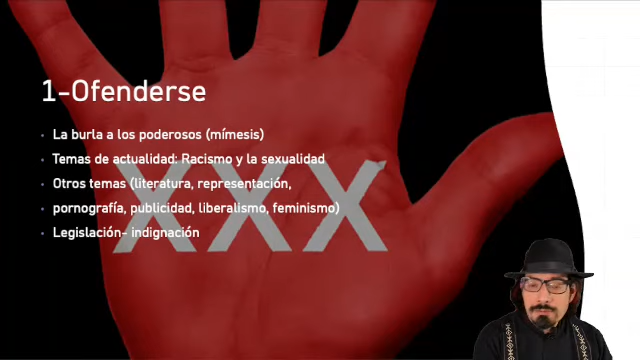 1-Ofenderse
La burla a los poderosos (mímesis)
Temas de actualidad: Racismo y la sexualidad
Otros temas (literatura, representación,
pornografía, publicidad, liberalismo, feminismo)
Legislación- indignación
XXX